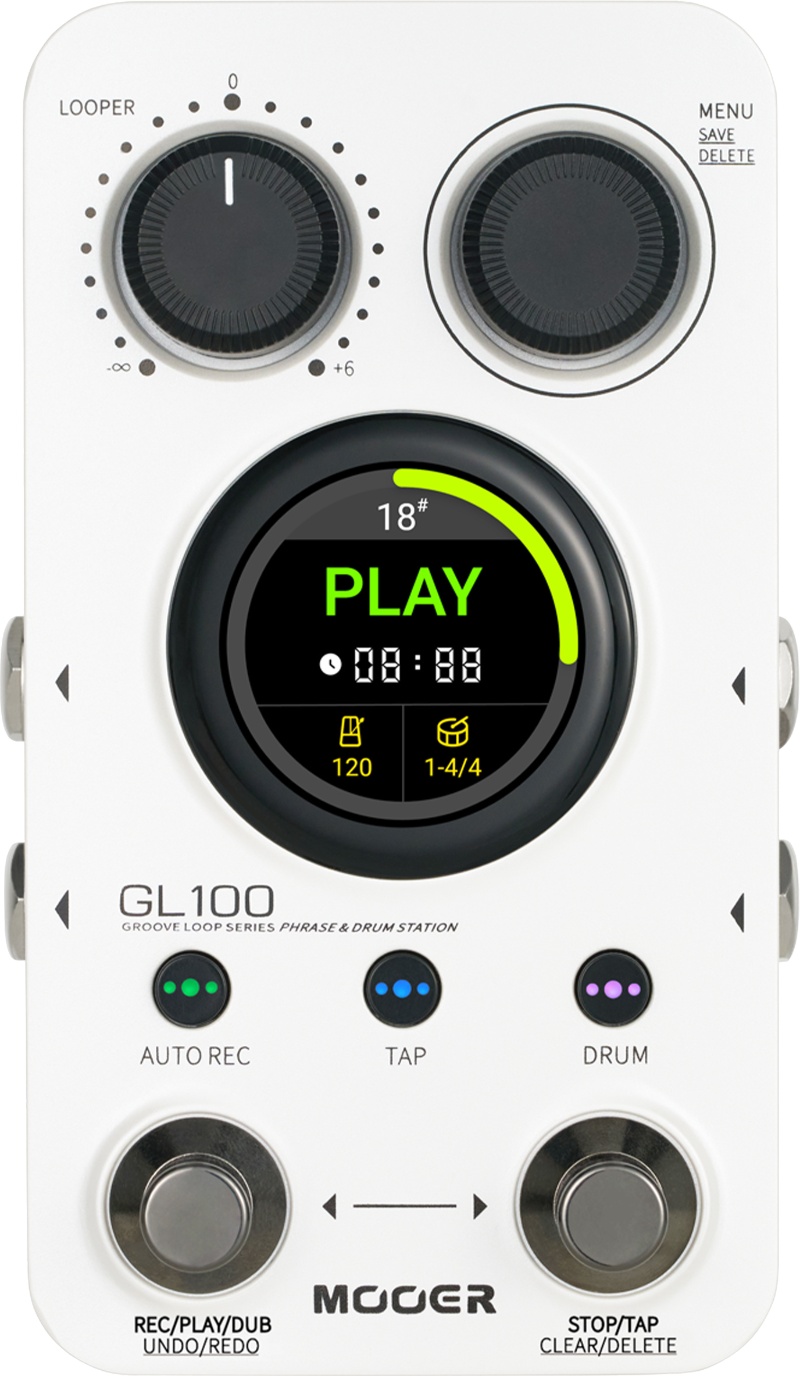 0
LOOPER
MENU
SAVE
DELETE
-∞
+6
18#
PLAY
08:88
120
1-4/4
GL100
GROOVE LOOP SERIES PHRASE & DRUM STATION
AUTO REC
TAP
DRUM
MOOER
REC/PLAY/DUB
UNDO/REDO
STOP/TAP
CLEAR/DELETE